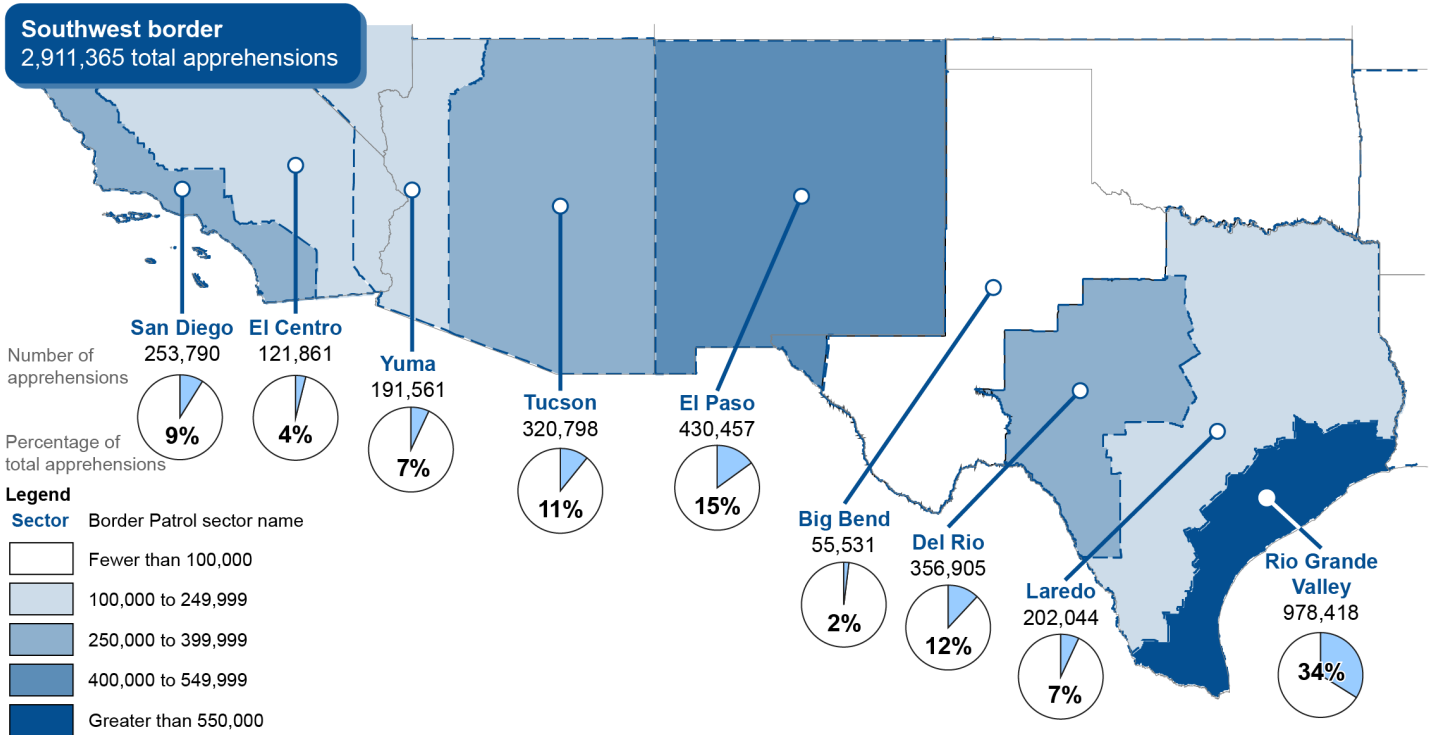 Southwest border
2,911,365 total apprehensions
San Diego
253,790
9%
El Centro
121,861
4%
Yuma
191,561
7%
Tucson
320,798
11%
El Paso
430,457
15%
Big Bend
55,531
2%
Del Rio
356,905
12%
Laredo
202,044
7%
Rio Grande
Valley
978,418
34%
Number of
apprehensions
Percentage of
total apprehensions
Legend
Sector Border Patrol sector name
Fewer than 100,000
100,000 to 249,999
250,000 to 399,999
400,000 to 549,999
Greater than 550,000